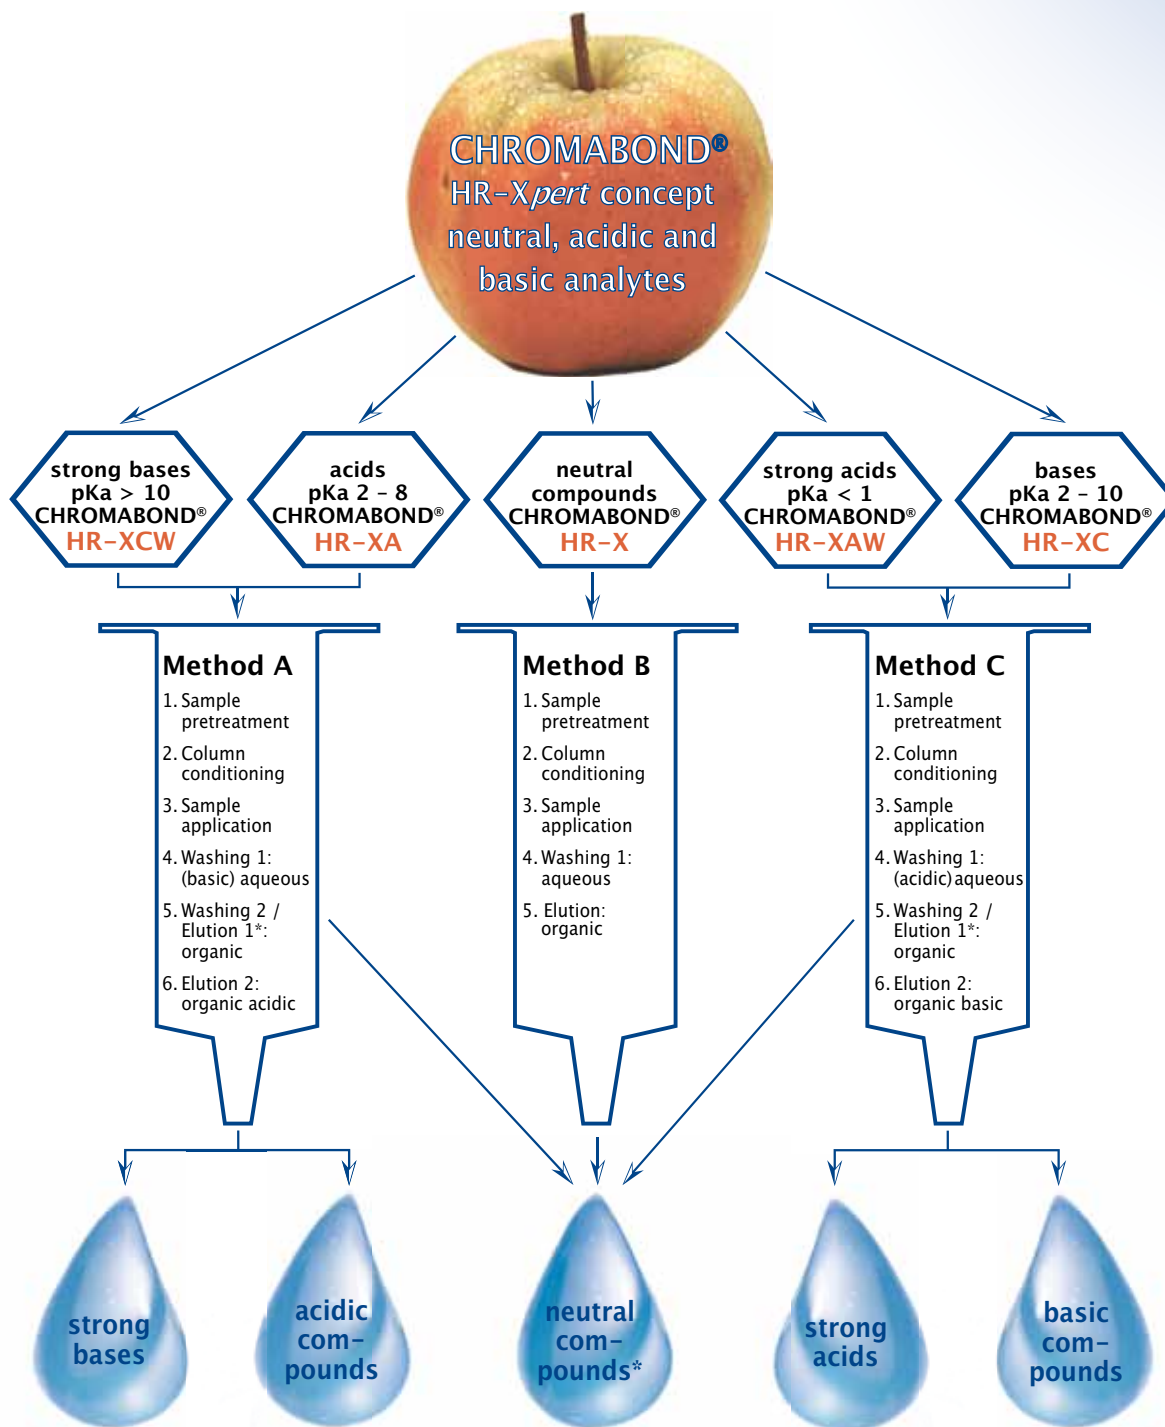 CHROMABOND®
HR-Xpert concept
neutral, acidic and
basic analytes
strong bases
pKa > 10
CHROMABOND®
HR-XCW
acids
pKa 2 – 8
CHROMABOND®
HR-XA
neutral
compounds
CHROMABOND®
HR-X
strong acids
pKa < 1
CHROMABOND®
HR-XAW
bases
pKa 2 – 10
CHROMABOND®
HR-XC
Method A
1. Sample
pretreatment
2. Column
conditioning
3. Sample
application
4. Washing 1:
(basic) aqueous
5. Washing 2 /
Elution 1*:
organic
6. Elution 2:
organic acidic
Method B
1. Sample
pretreatment
2. Column
conditioning
3. Sample
application
4. Washing 1:
aqueous
5. Elution:
organic
Method C
1. Sample
pretreatment
2. Column
conditioning
3. Sample
application
4. Washing 1:
(acidic) aqueous
5. Washing 2 /
Elution 1*:
organic
6. Elution 2:
organic basic
strong
bases
acidic
com-
pounds
neutral
com-
pounds*
strong
acids
basic
com-
pounds